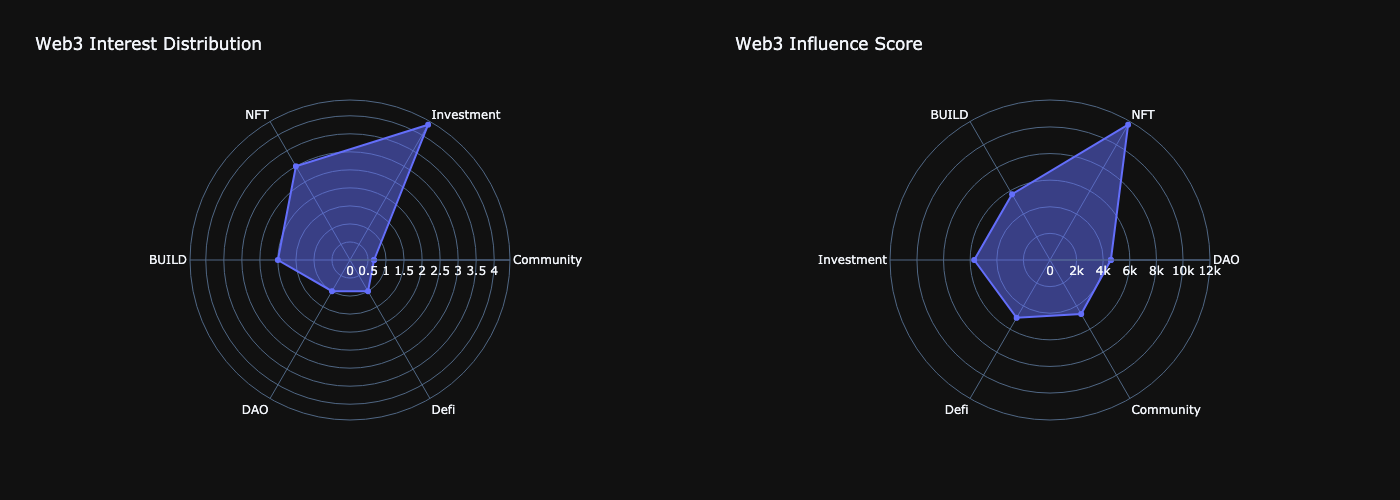 Web3 Interest Distribution
NFT
Investment
BUILD
0 0.5 1 1.5 2 2.5 3 3.5 4
Community
DAO
Defi
Web3 Influence Score
BUILD
NFT
Investment
0 2k 4k 6k 8k 10k 12k
DAO
Defi
Community